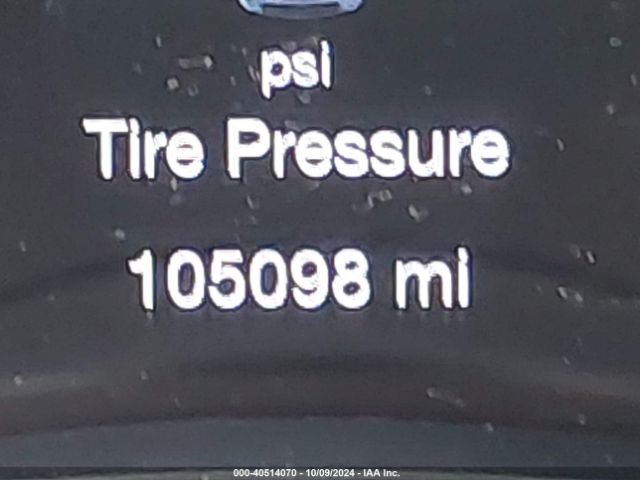 psi
Tire Pressure
105098 mi
000-40514070 - 10/09/2024 - IAA Inc.